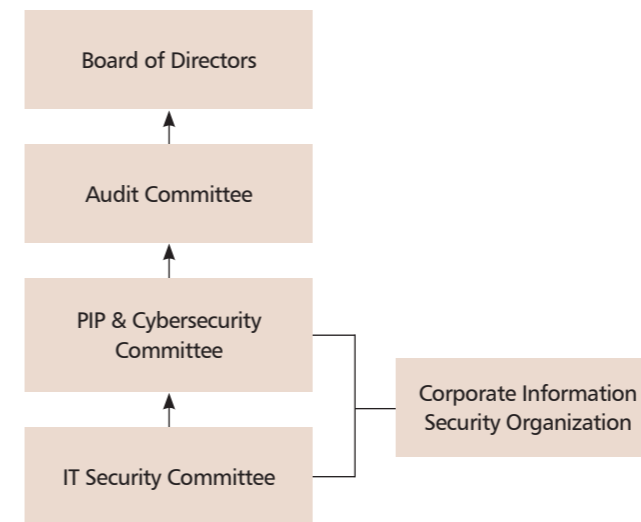 Board of Directors
Audit Committee
PIP & Cybersecurity
Committee
Corporate Information
Security Organization
IT Security Committee